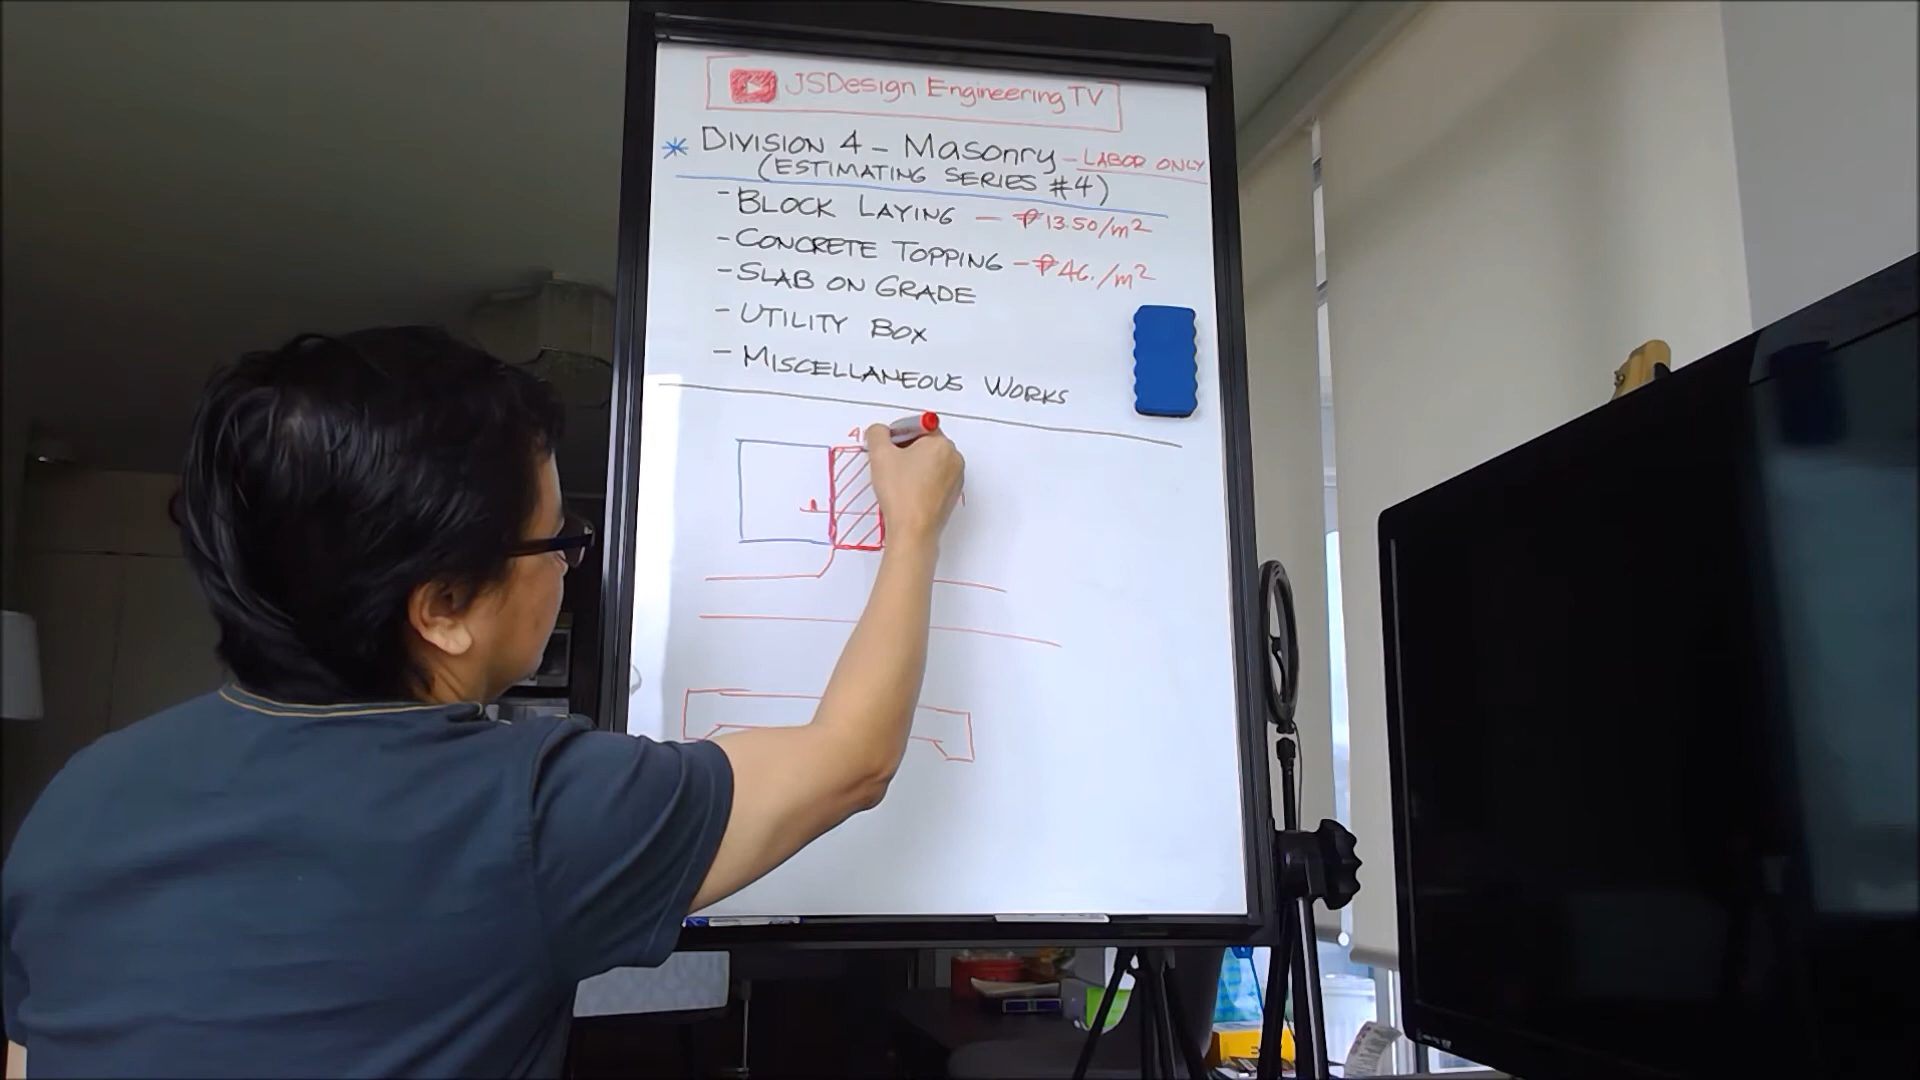 JSDesign Engineering TV
* DIVISION 4 - Masonry - LABOR ONLY
(ESTIMATING SERIES #4)
- BLOCK LAYING - ₱13.50/m²
- CONCRETE TOPPING - ₱46./m²
- SLAB ON GRADE
- UTILITY BOX
- MISCELLANEOUS WORKS
4